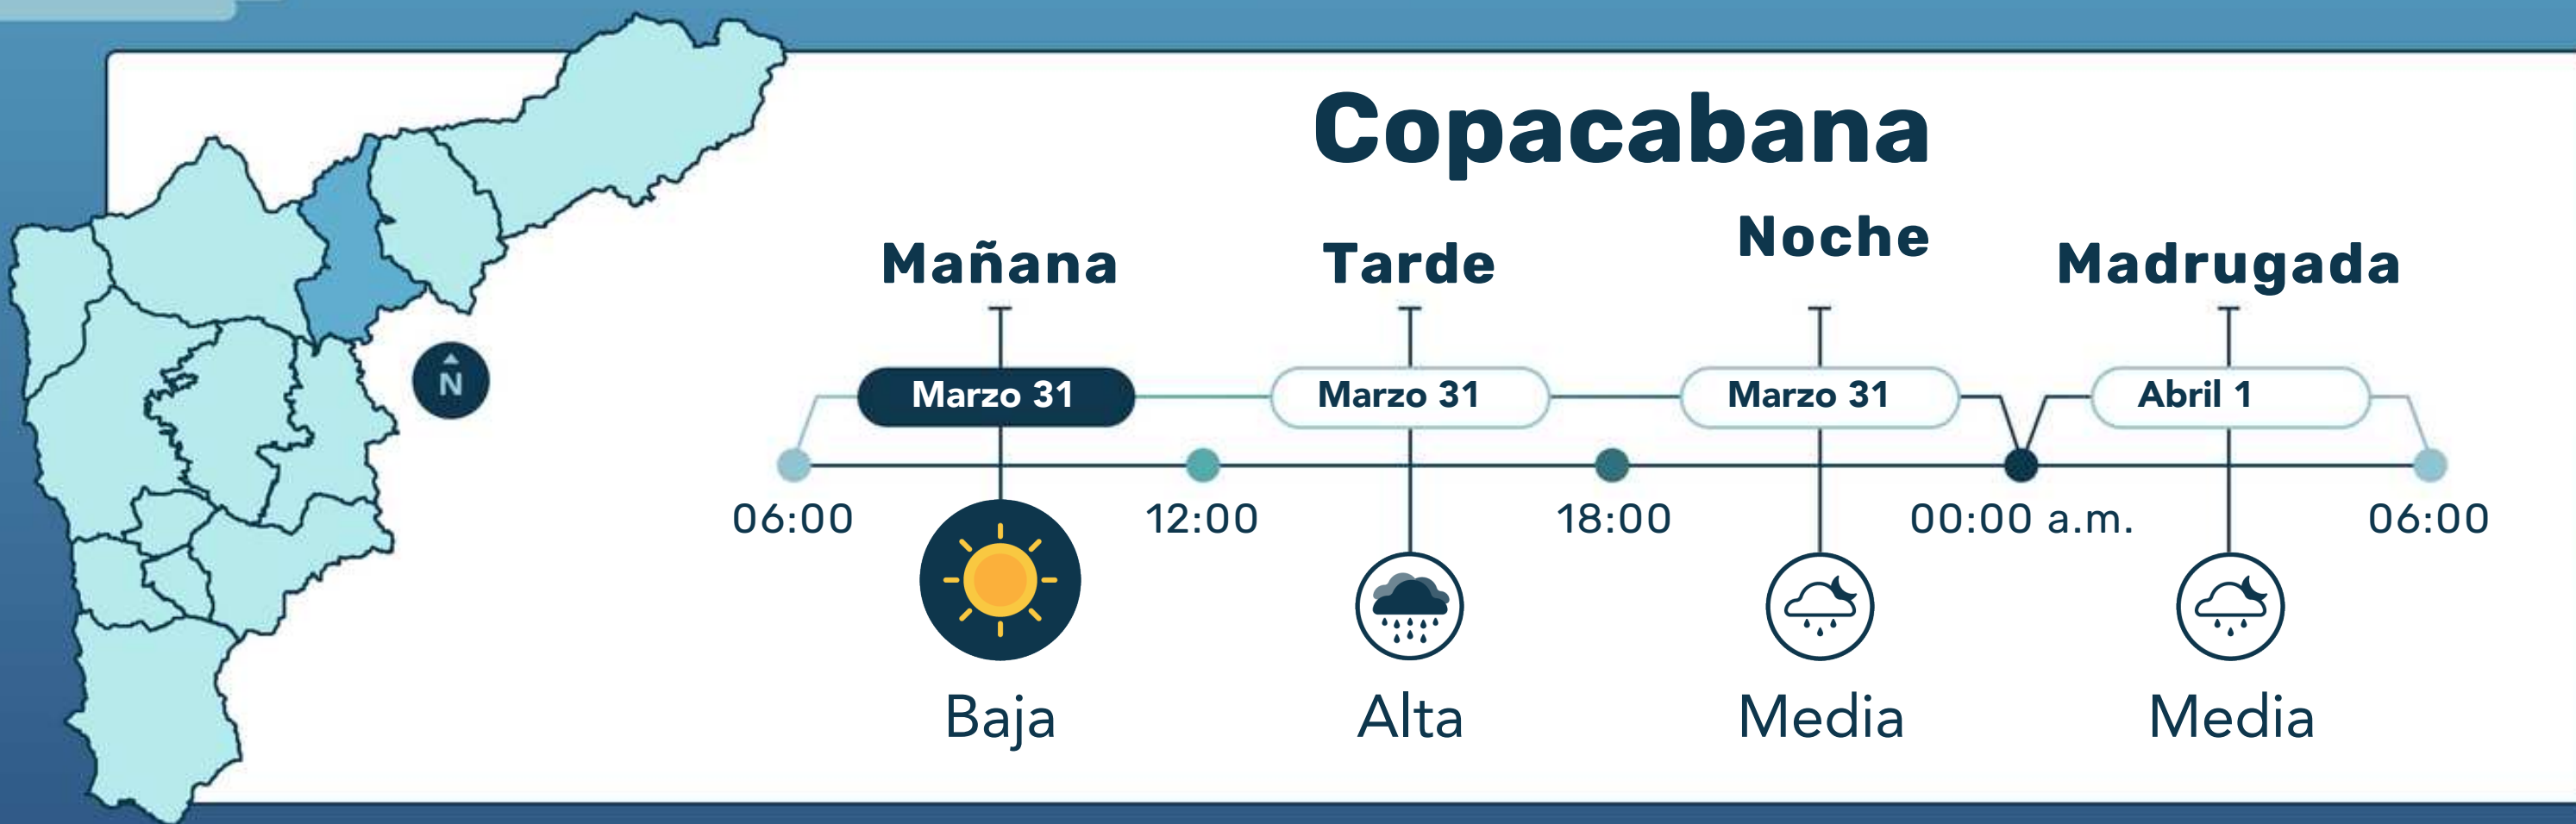 Copacabana
Mañana
Tarde
Noche
Madrugada
Marzo 31
Marzo 31
Marzo 31
Abril 1
N
06:00
12:00
18:00
00:00 a.m.
06:00
Baja
Alta
Media
Media